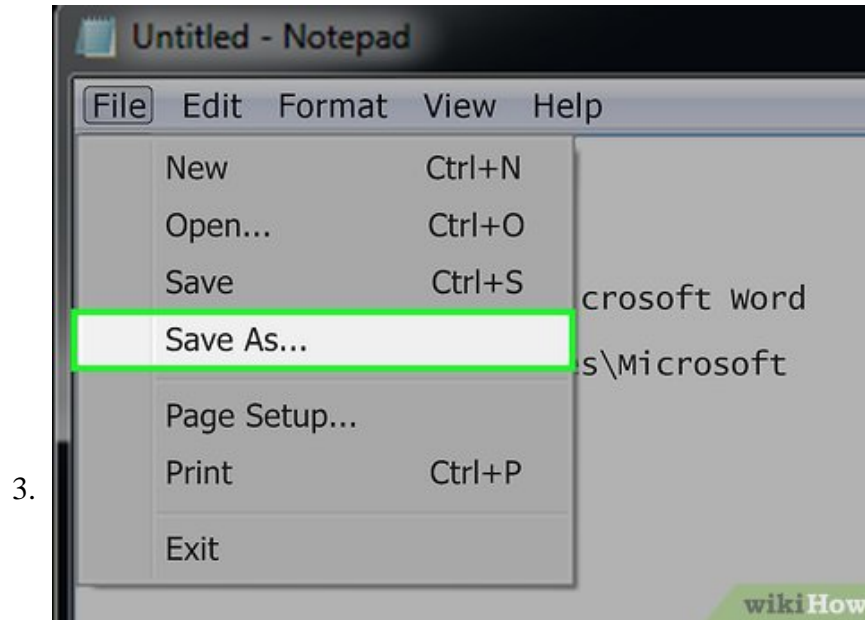 Untitled - Notepad
File Edit Format View Help
New Ctrl+N
Open... Ctrl+O
Save Ctrl+S
crosoft Word
Save As...
s\Microsoft
Page Setup...
Print Ctrl+P
3.
Exit
wikiHow